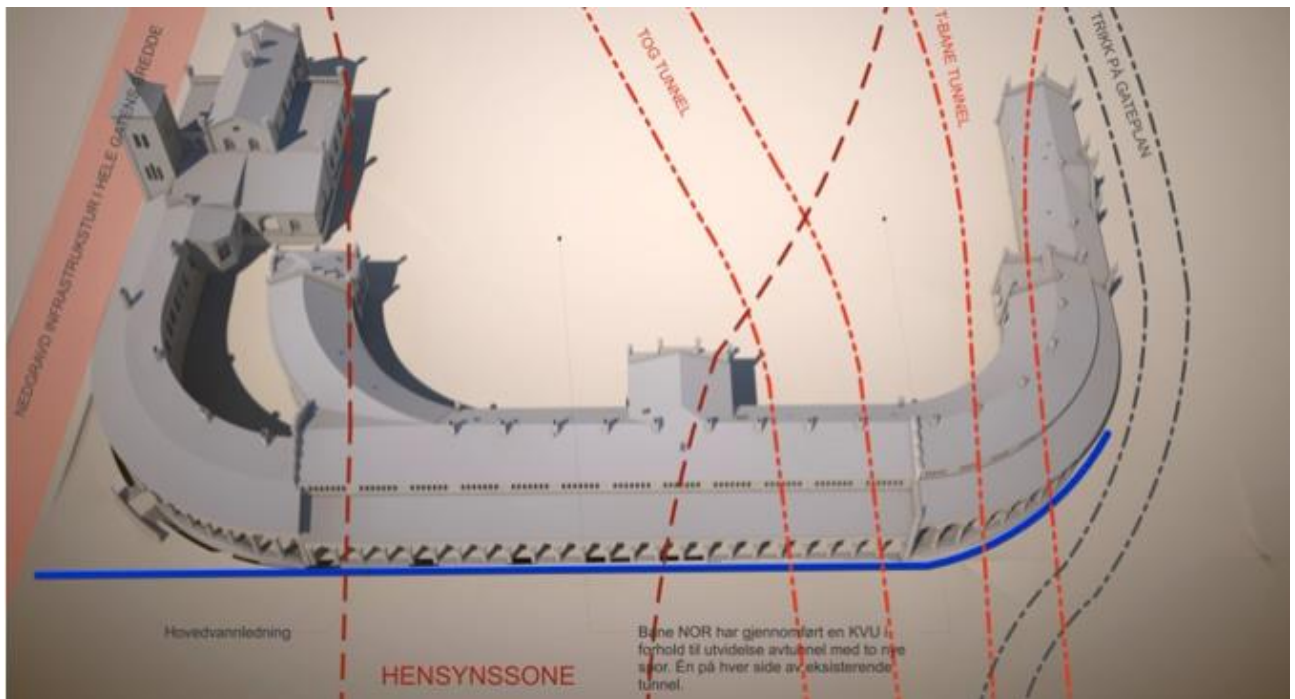 NEDGRAVD INFRASTRUKSTUR I HELE GATENS BREDDE
TOG TUNNEL
T-BANE TUNNEL
TRIKK PÅ GATEPLAN
Hovedvannledning
HENSYNSSONE
Bane NOR har gjennomført en KVU i
forhold til utvidelse avtunnel med to nye
spor. Én på hver side av eksisterende
tunnel.